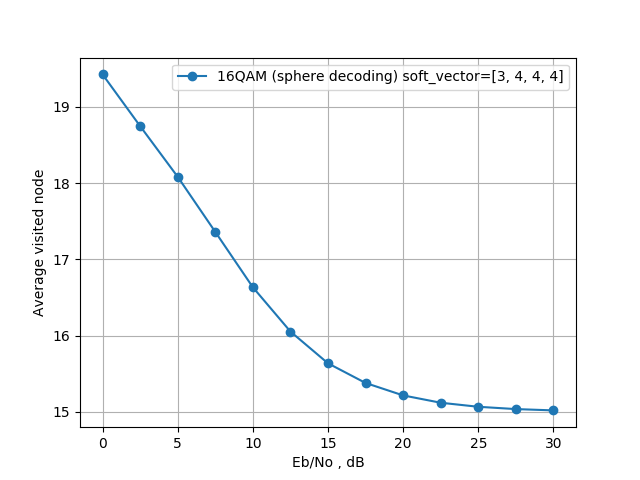 16QAM (sphere decoding) soft_vector=[3, 4, 4, 4]
19
18
17
16
15
Average visited node
0 5 10 15 20 25 30
Eb/No , dB